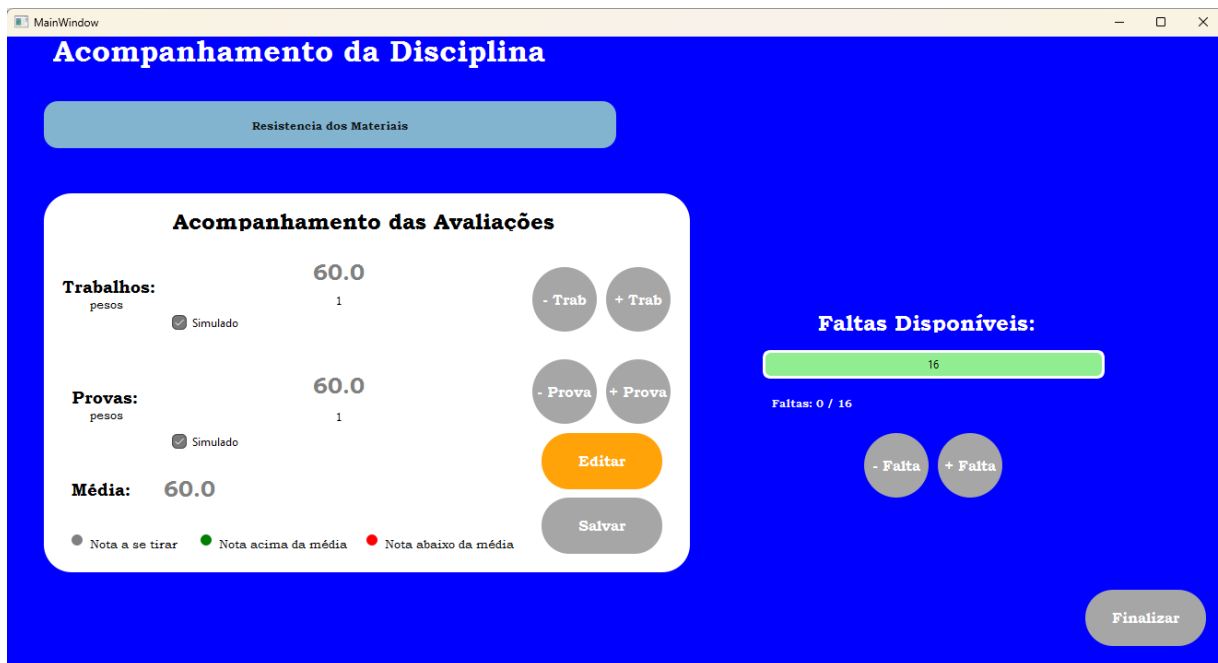 MainWindow
Acompanhamento da Disciplina
Resistencia dos Materiais
Acompanhamento das Avaliações
Trabalhos:
pesos
60.0
1
Simulado
- Trab
+ Trab
Provas:
pesos
60.0
1
Simulado
- Prova
+ Prova
Editar
Média:
60.0
Salvar
Nota a se tirar
Nota acima da média
Nota abaixo da média
Faltas Disponíveis:
16
Faltas: 0 / 16
- Falta
+ Falta
Finalizar